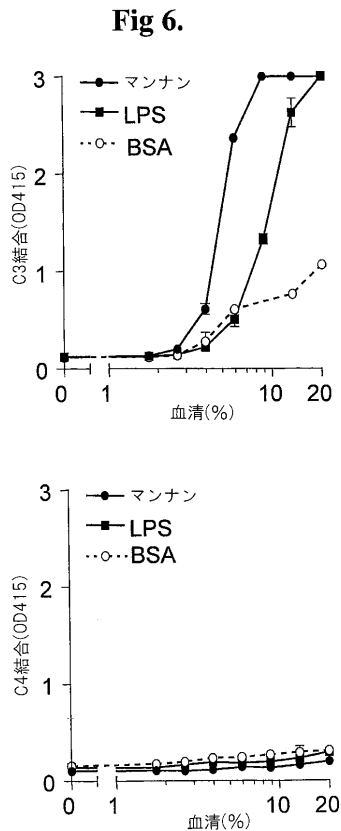 Fig 6.
マンナン
LPS
BSA
C3結合(OD415)
3
2
1
0
0 1 10 20
血清(%)
マンナン
LPS
BSA
C4結合(OD415)
3
2
1
0
0 1 10 20
血清(%)